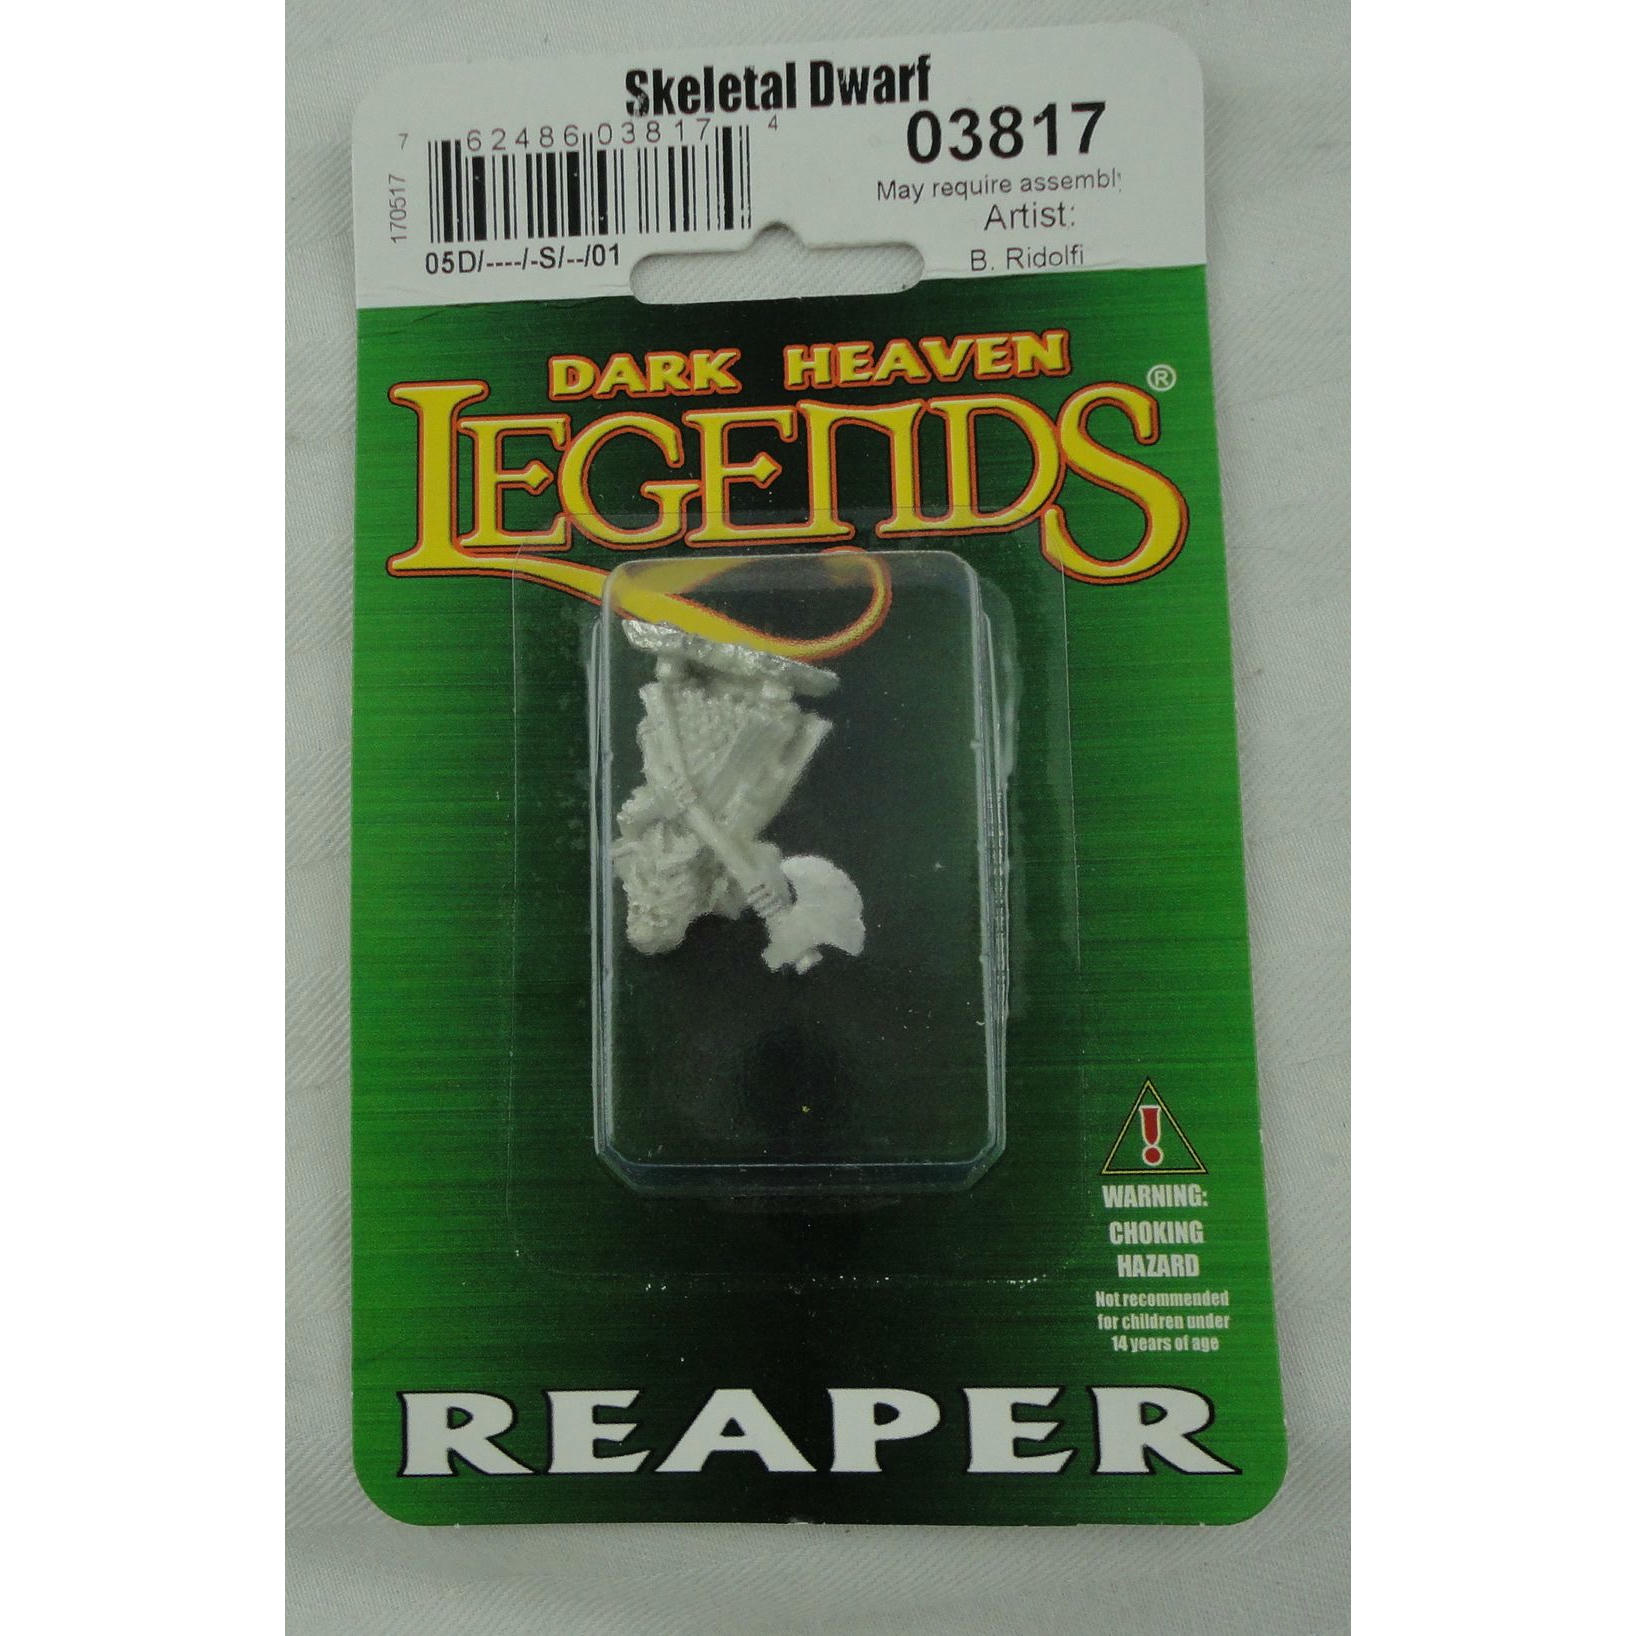 Skeletal Dwarf
7 62486 03817 4
03817
170517
May require assembly
Artist:
05D/----/-S/--/01
B. Ridolfi
DARK HEAVEN
LEGENDS®
WARNING:
CHOKING
HAZARD
Not recommended
for children under
14 years of age
REAPER